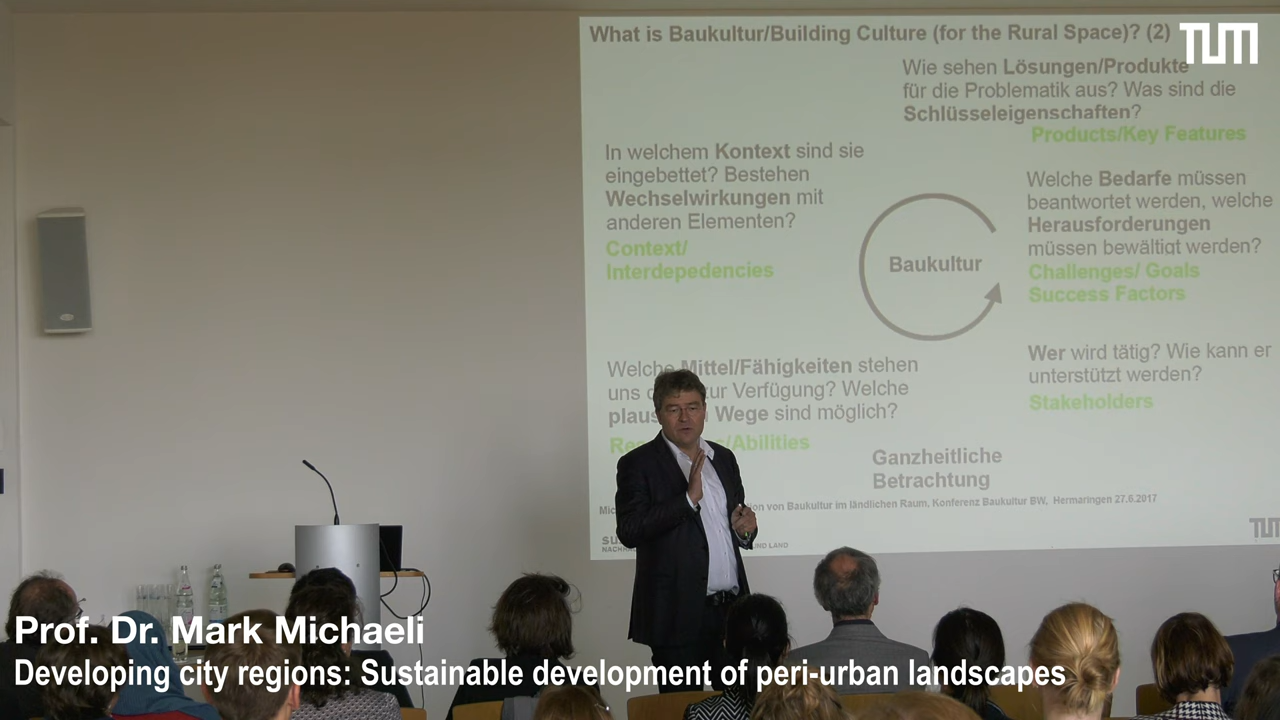 What is Baukultur/Building Culture (for the Rural Space)? (2)
TUM
Wie sehen Lösungen/Produkte
für die Problematik aus? Was sind die
Schlüsseleigenschaften?
Products/Key Features
In welchem Kontext sind sie
eingebettet? Bestehen
Wechselwirkungen mit
anderen Elementen?
Context/
Interdepedencies
Baukultur
Welche Bedarfe müssen
beantwortet werden, welche
Herausforderungen
müssen bewältigt werden?
Challenges/ Goals
Success Factors
Welche Mittel/Fähigkeiten stehen
uns zur Verfügung? Welche
Wege sind möglich?
/Abilities
Wer wird tätig? Wie kann er
unterstützt werden?
Stakeholders
Ganzheitliche
Betrachtung
von Baukultur im ländlichen Raum, Konferenz Baukultur BW, Hermaringen 27.6.2017
UND LAND
TUM
Prof. Dr. Mark Michaeli
Developing city regions: Sustainable development of peri-urban landscapes